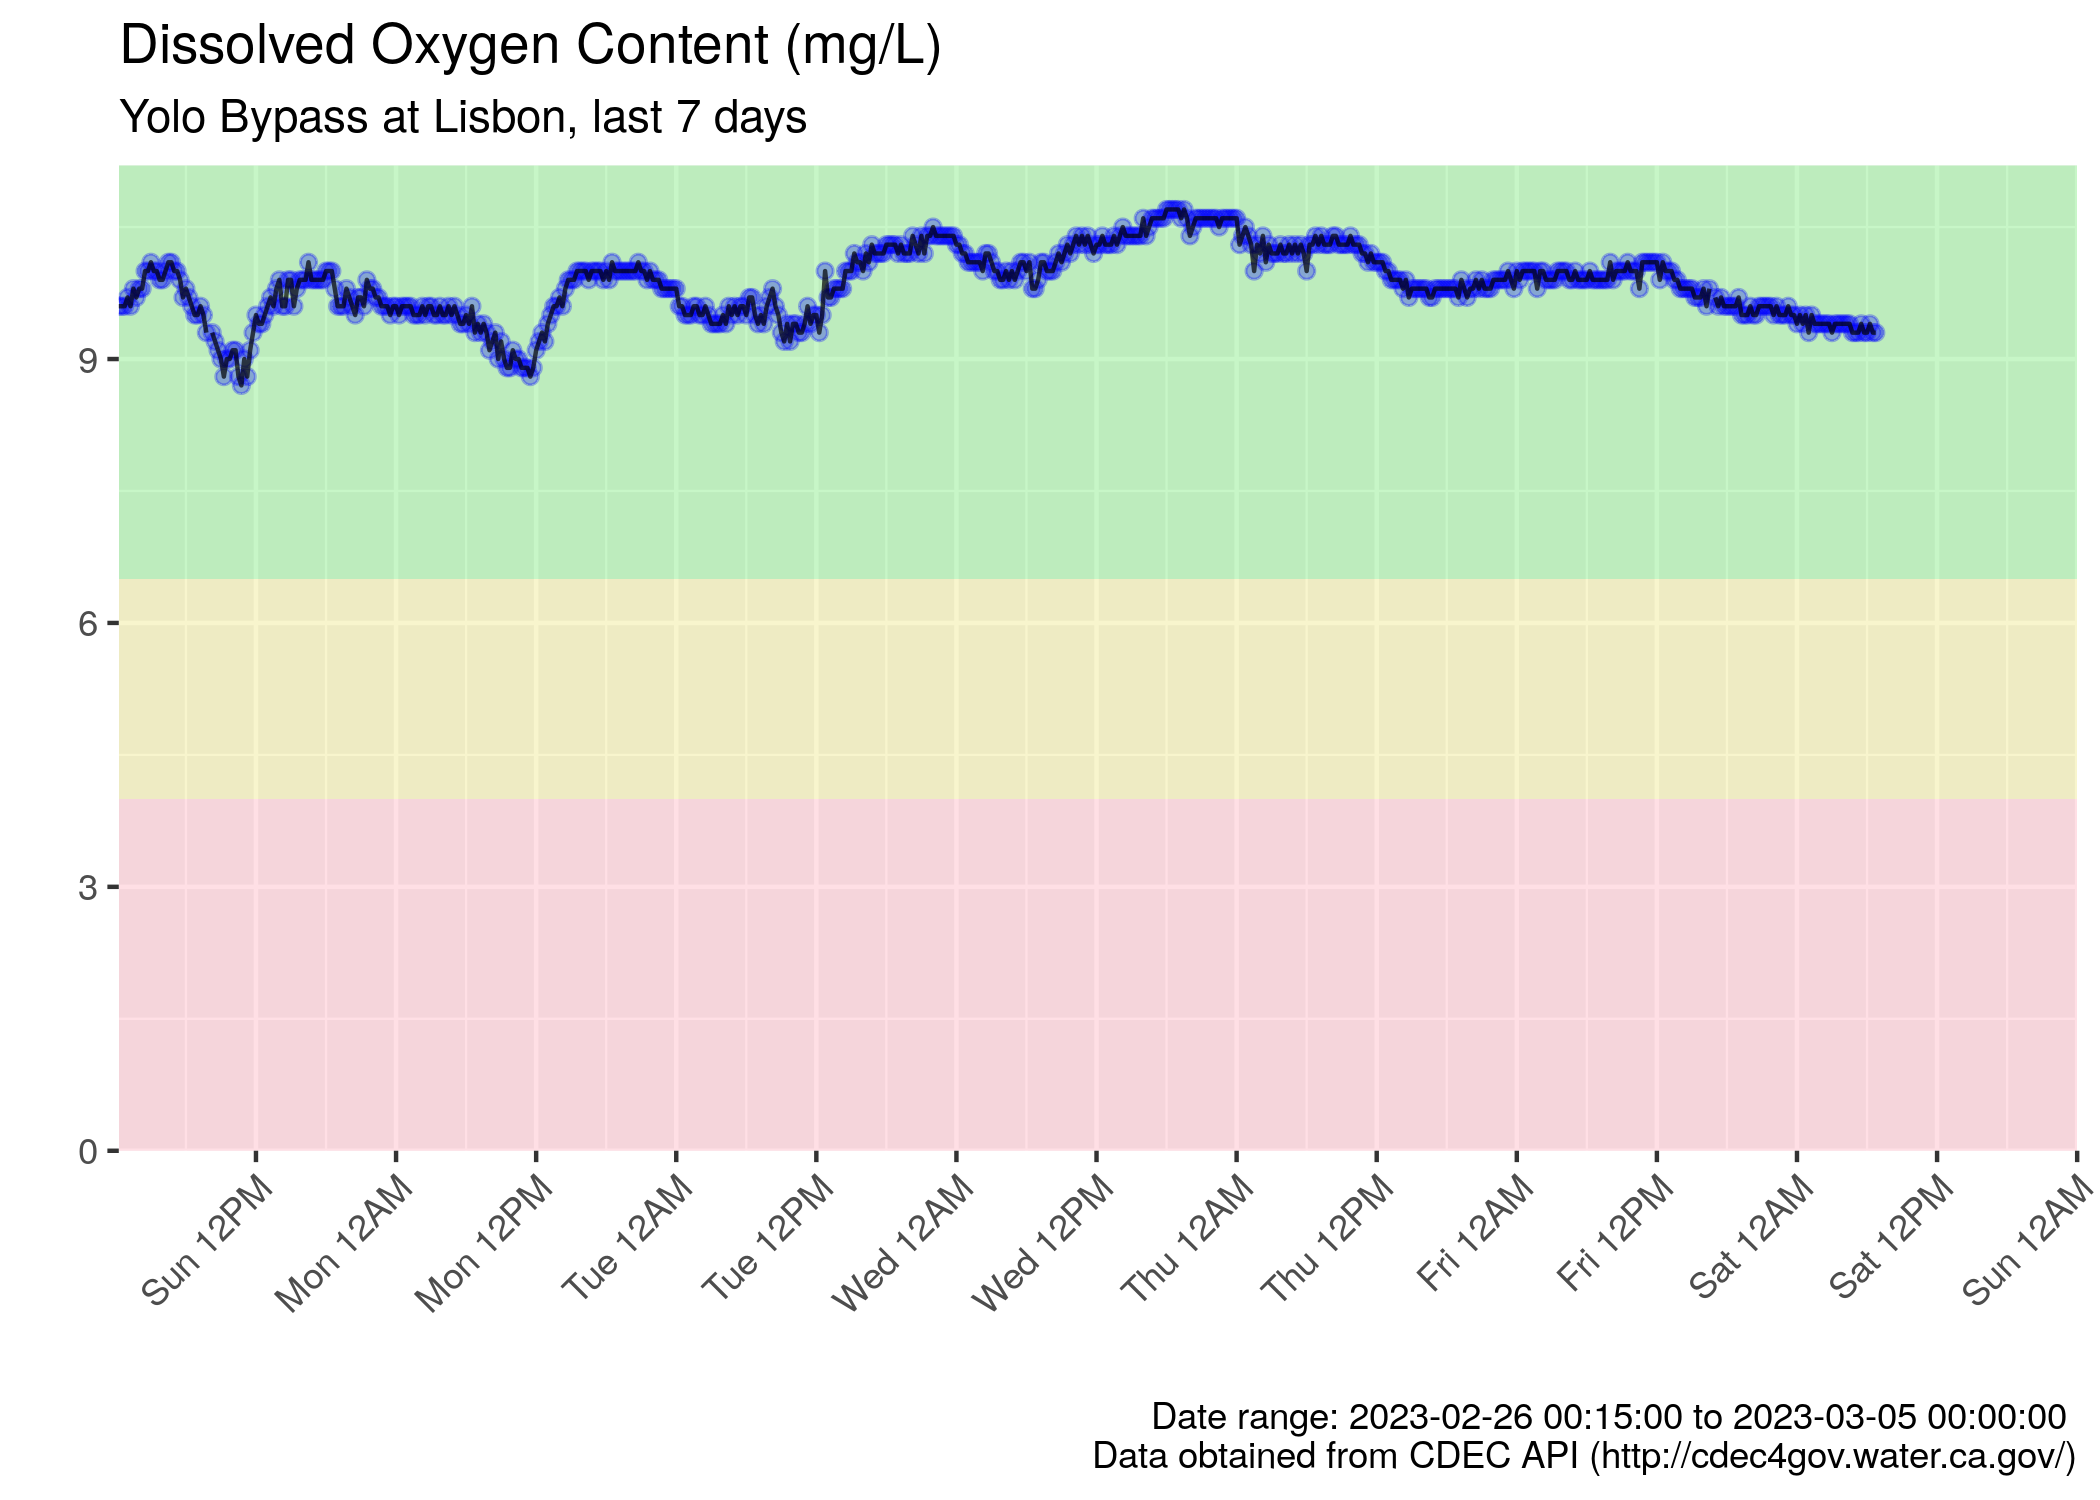 Dissolved Oxygen Content (mg/L)
Yolo Bypass at Lisbon, last 7 days
9
6
3
0
Sun 12PM
Mon 12AM
Mon 12PM
Tue 12AM
Tue 12PM
Wed 12AM
Wed 12PM
Thu 12AM
Thu 12PM
Fri 12AM
Fri 12PM
Sat 12AM
Sat 12PM
Sun 12AM
Date range: 2023-02-26 00:15:00 to 2023-03-05 00:00:00
Data obtained from CDEC API (http://cdec4gov.water.ca.gov/)